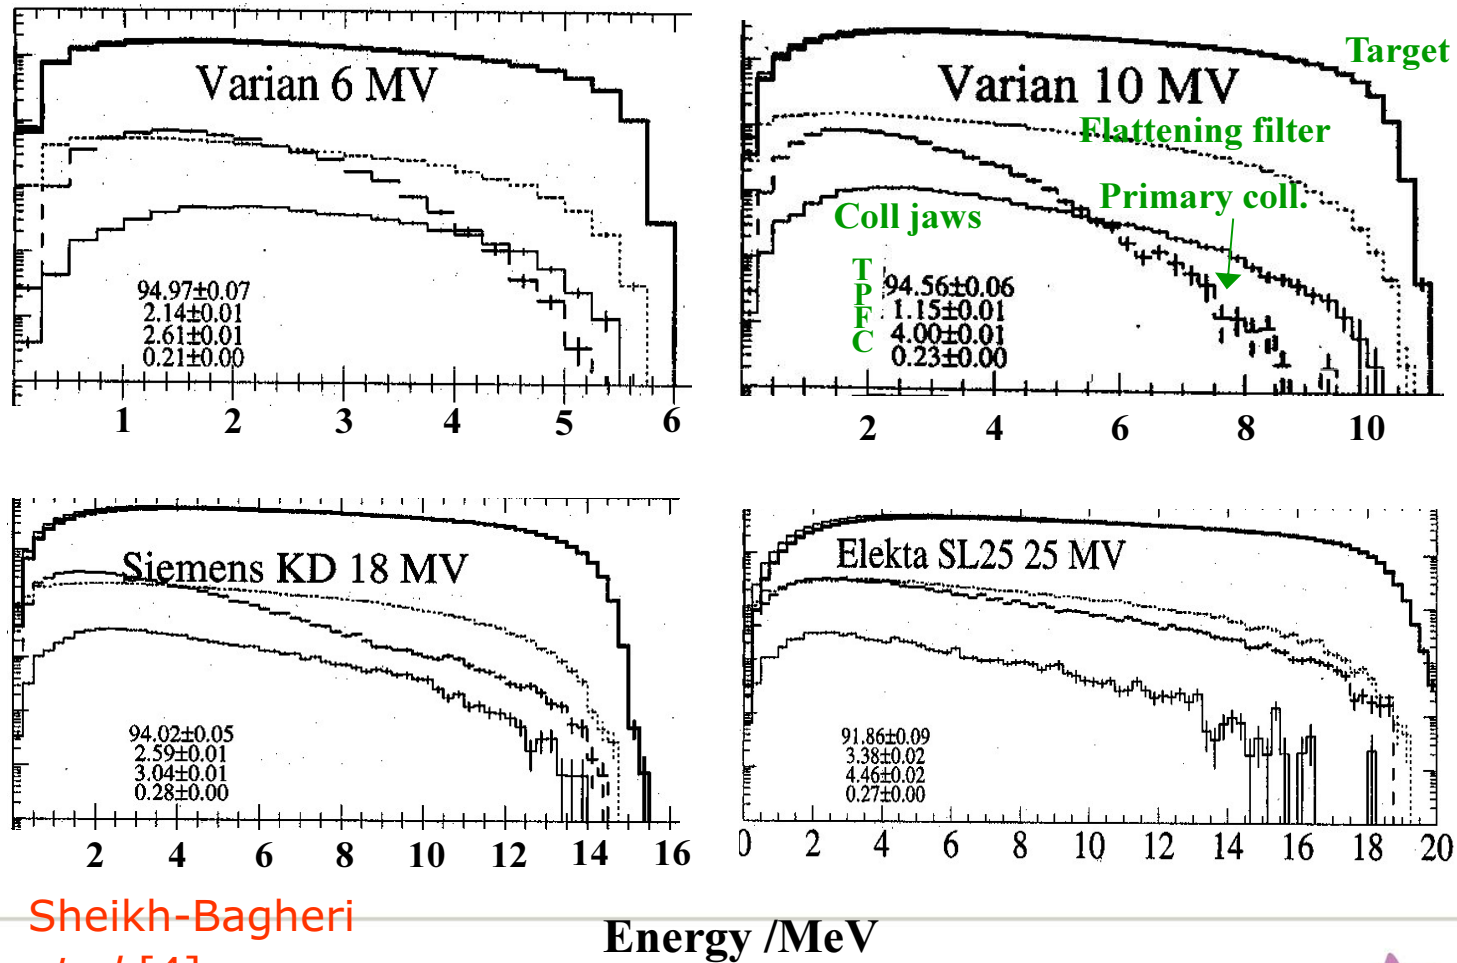 Varian 6 MV
94.97±0.07
2.14±0.01
2.61±0.01
0.21±0.00
1 2 3 4 5 6
Target
Varian 10 MV
Flattening filter
Primary coll.
Coll jaws
T 94.56±0.06
P 1.15±0.01
F 4.00±0.01
C 0.23±0.00
2 4 6 8 10
Siemens KD 18 MV
94.02±0.05
2.59±0.01
3.04±0.01
0.28±0.00
2 4 6 8 10 12 14 16
Elekta SL25 25 MV
91.86±0.09
3.38±0.02
4.46±0.02
0.27±0.00
0 2 4 6 8 10 12 14 16 18 20
Sheikh-Bagheri
Energy /MeV